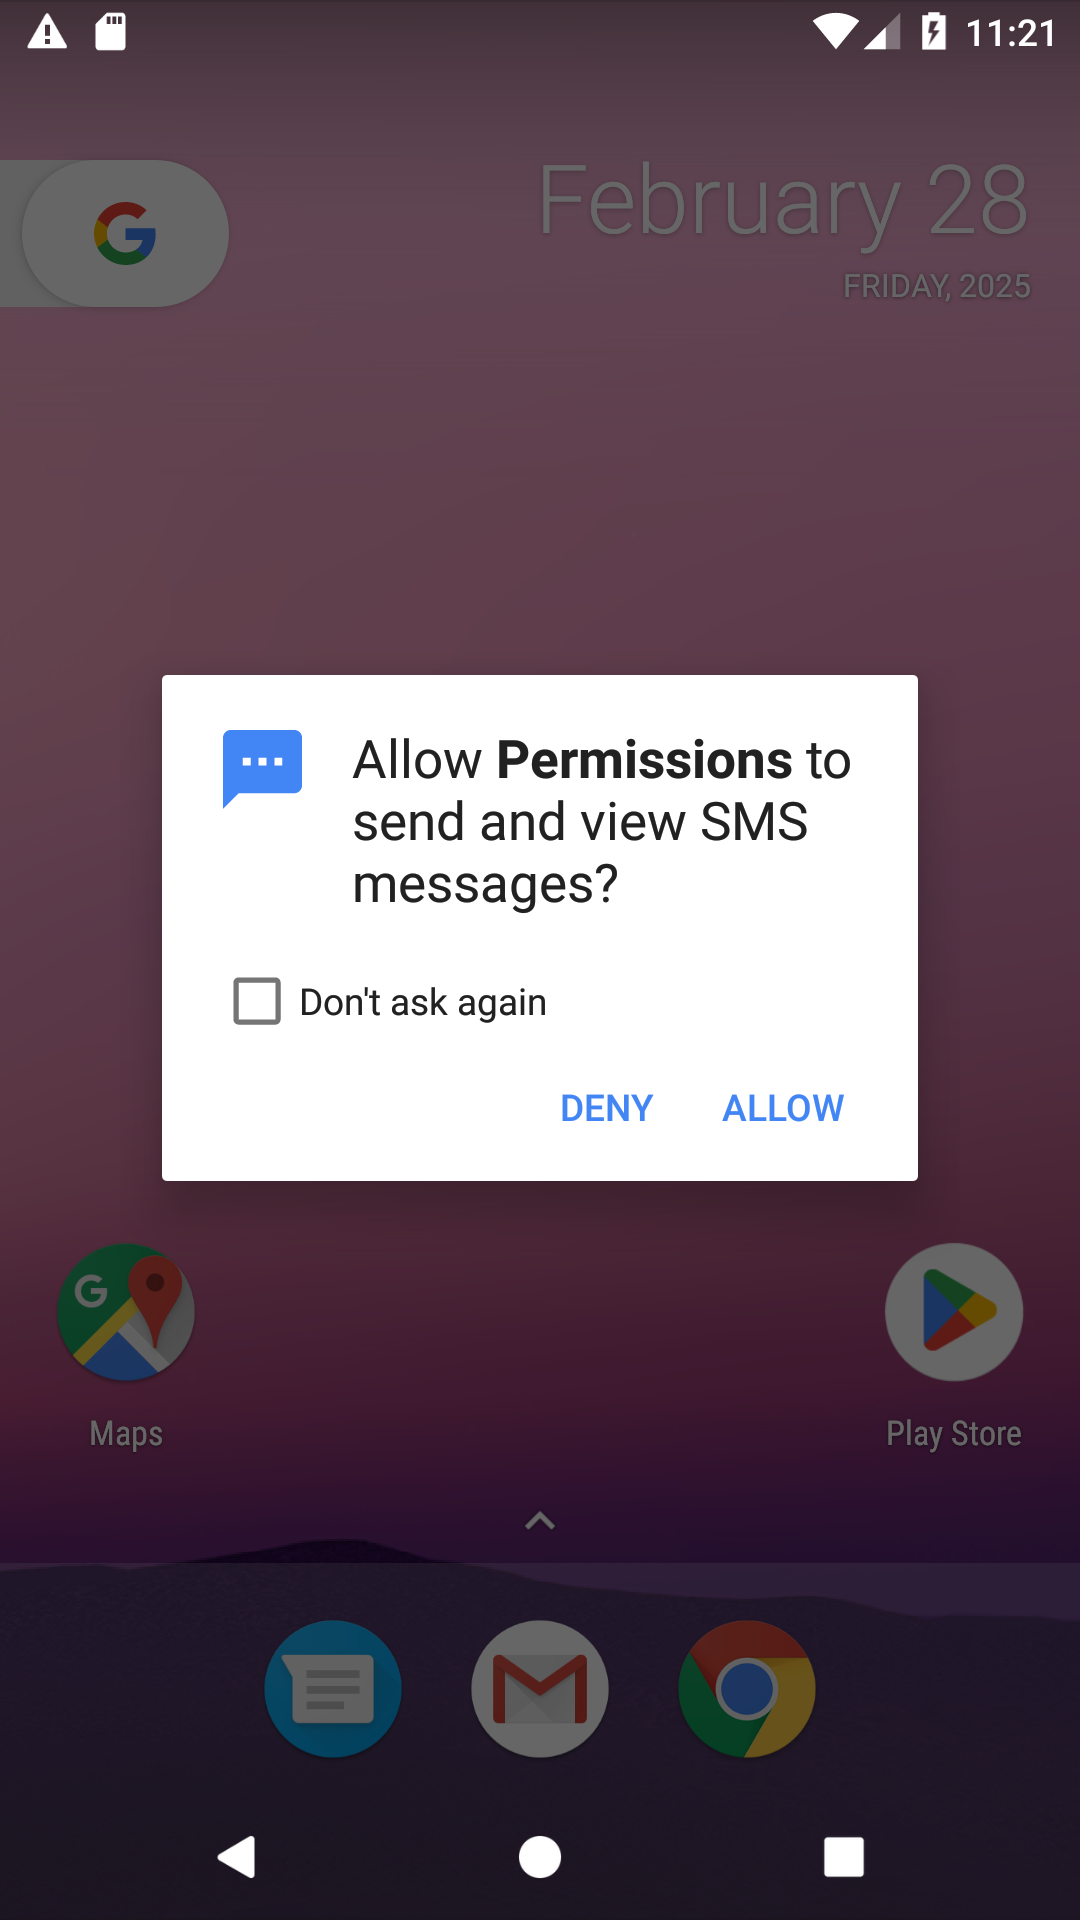 11:21
February 28
FRIDAY, 2025
Allow Permissions to
send and view SMS
messages?
Don't ask again
DENY ALLOW
Maps
Play Store